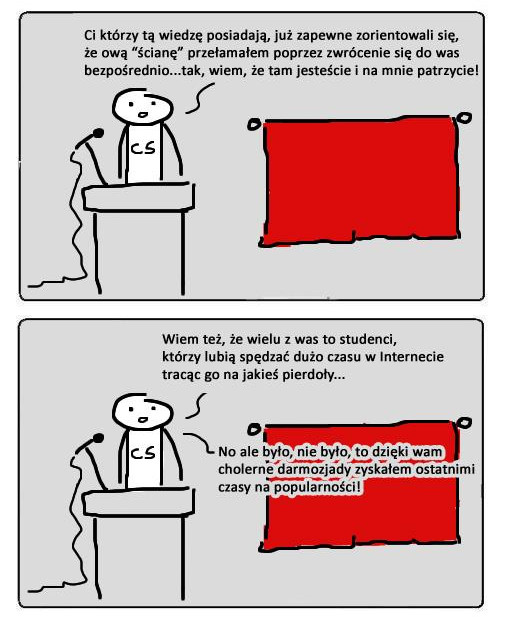 Ci którzy tą wiedzę posiadają, już zapewne zorientowali się,
że ową “ścianę” przełamałem poprzez zwrócenie się do was
bezpośrednio...tak, wiem, że tam jesteście i na mnie patrzycie!
CS
Wiem też, że wielu z was to studenci,
którzy lubią spędzać dużo czasu w Internecie
tracąc go na jakieś pierdoły...
CS
No ale było, nie było, to dzięki wam
cholerne darmozjady zyskałem ostatnimi
czasy na popularności!